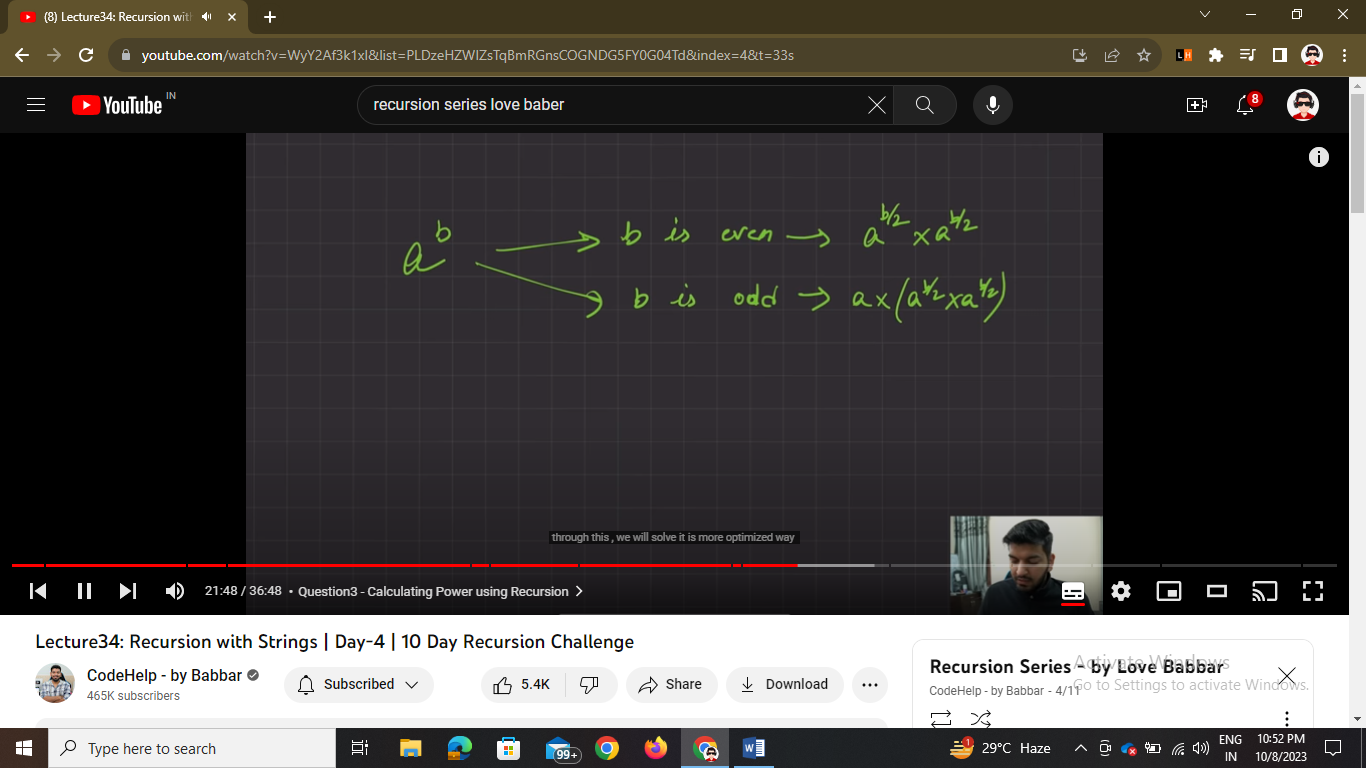 (8) Lecture34: Recursion with
youtube.com/watch?v=WyY2Af3k1xI&list=PLDzeHZWIZsTqBmRGnsCOGNDG5FY0G04Td&index=4&t=33s
LH
YouTube IN
recursion series love baber
8
a^b → b is even → a^b/2 x a^b/2
→ b is odd → a x (a^b/2 x a^b/2)
through this , we will solve it is more optimized way
21:48 / 36:48 • Question3 - Calculating Power using Recursion >
Lecture34: Recursion with Strings | Day-4 | 10 Day Recursion Challenge
CodeHelp - by Babbar
465K subscribers
Subscribed
5.4K
Share
Download
Recursion Series - by Love Babbar
CodeHelp - by Babbar - 4/11
Activate Windows
Go to Settings to activate Windows.
Type here to search
99+
1
29°C Haze
ENG
IN
10:52 PM
10/8/2023